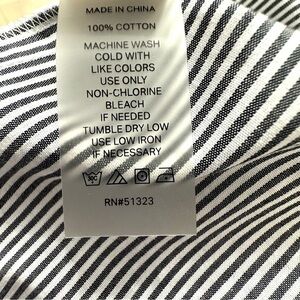 MADE IN CHINA
100% COTTON
MACHINE WASH
COLD WITH
LIKE COLORS
USE ONLY
NON-CHLORINE
BLEACH
IF NEEDED
TUMBLE DRY LOW
USE LOW IRON
IF NECESSARY
RN#51323